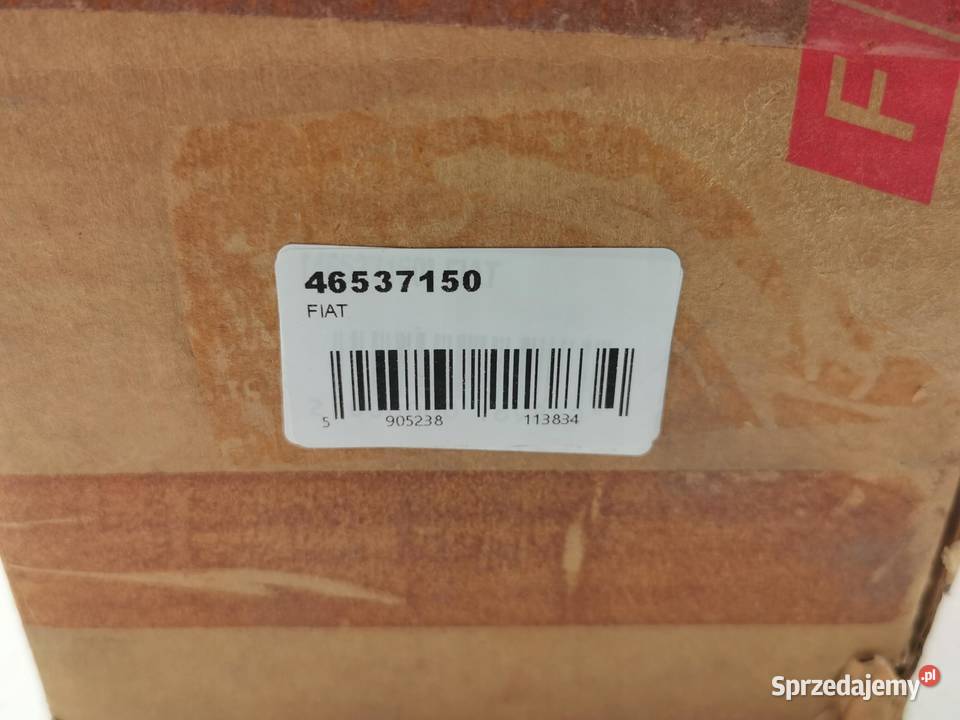 F/
46537150
FIAT
5 905238 113834
Sprzedajemy.pl